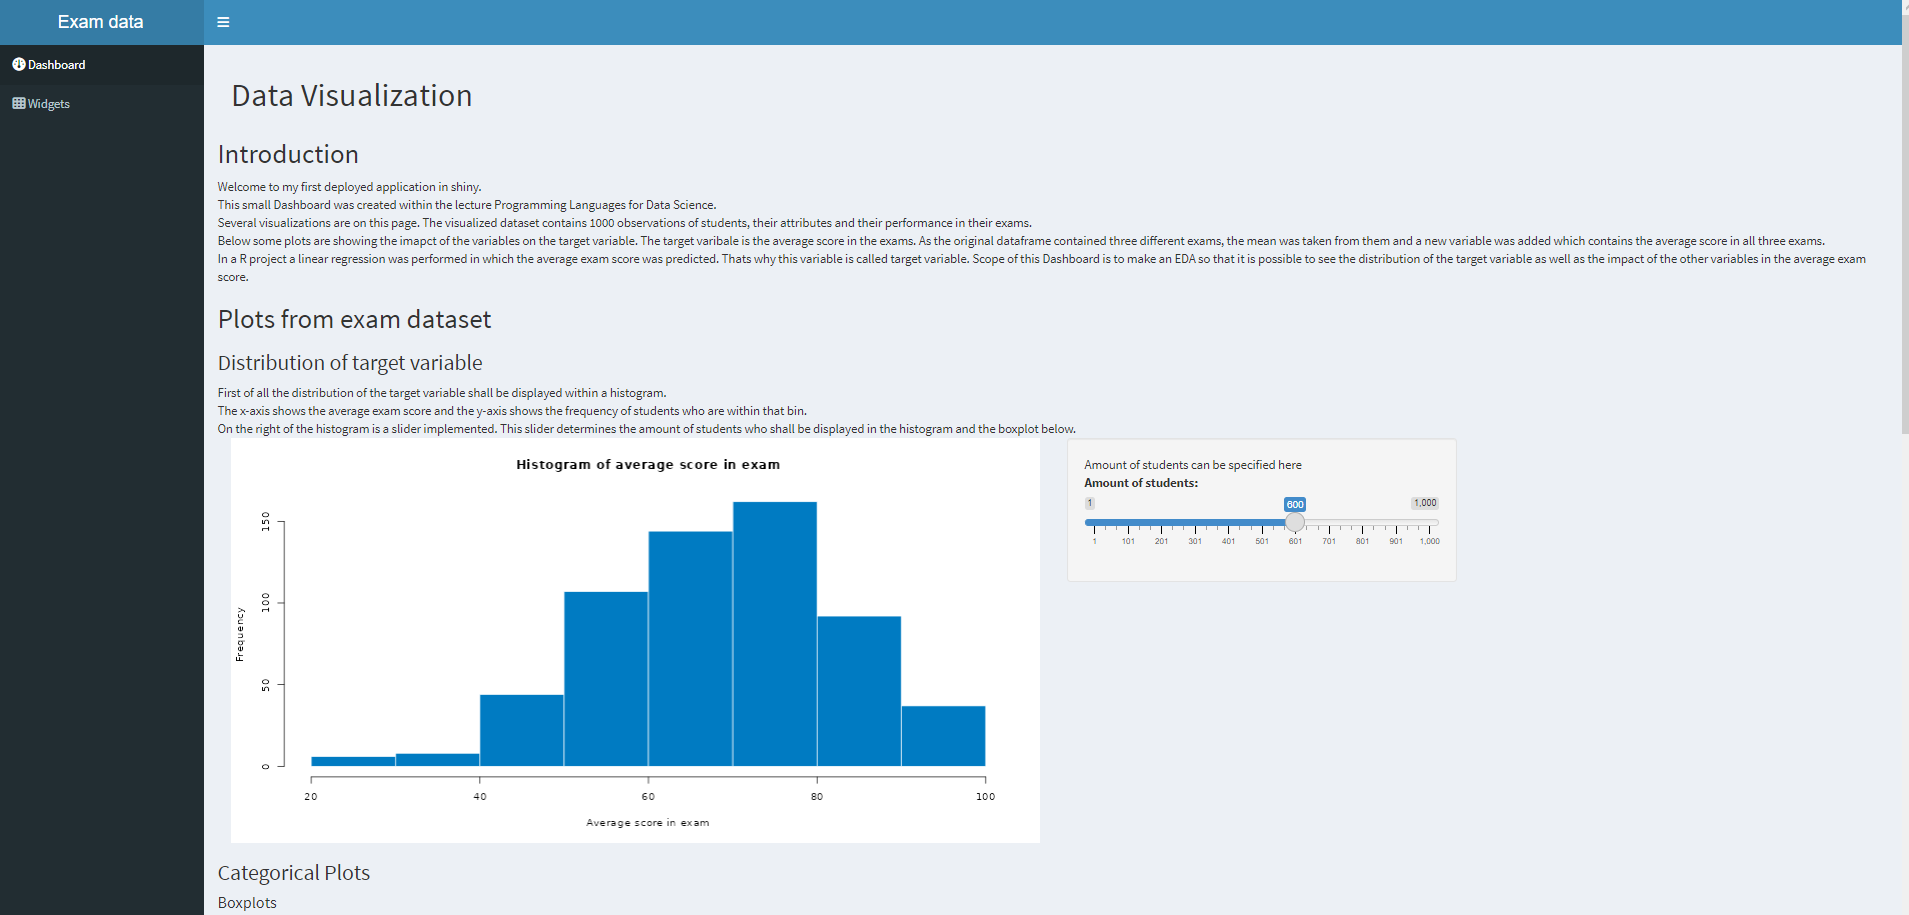 Exam data
Dashboard
Widgets
Data Visualization
Introduction
Welcome to my first deployed application in shiny.
This small Dashboard was created within the lecture Programming Languages for Data Science.
Several visualizations are on this page. The visualized dataset contains 1000 observations of students, their attributes and their performance in their exams.
Below some plots are showing the imapct of the variables on the target variable. The target varibale is the average score in the exams. As the original dataframe contained three different exams, the mean was taken from them and a new variable was added which contains the average score in all three exams.
In a R project a linear regression was performed in which the average exam score was predicted. Thats why this variable is called target variable. Scope of this Dashboard is to make an EDA so that it is possible to see the distribution of the target variable as well as the impact of the other variables in the average exam
score.
Plots from exam dataset
Distribution of target variable
First of all the distribution of the target variable shall be displayed within a histogram.
The x-axis shows the average exam score and the y-axis shows the frequency of students who are within that bin.
On the right of the histogram is a slider implemented. This slider determines the amount of students who shall be displayed in the histogram and the boxplot below.
Histogram of average score in exam
Frequency
150
100
50
0
20 40 60 80 100
Average score in exam
Amount of students can be specified here
Amount of students:
1 600 1,000
1 101 201 301 401 501 601 701 801 901 1,000
Categorical Plots
Boxplots